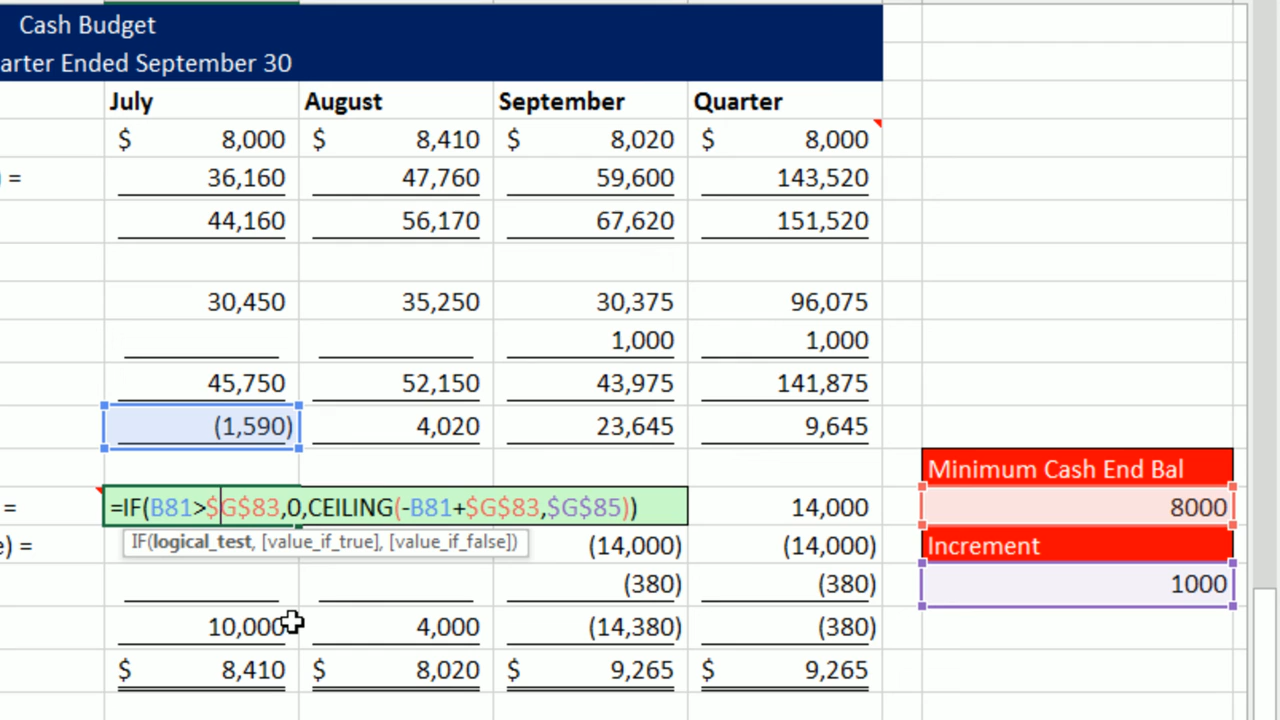 Cash Budget
arter Ended September 30
July August September Quarter
$ 8,000 $ 8,410 $ 8,020 $ 8,000
) = 36,160 47,760 59,600 143,520
44,160 56,170 67,620 151,520
30,450 35,250 30,375 96,075
1,000 1,000
45,750 52,150 43,975 141,875
(1,590) 4,020 23,645 9,645
Minimum Cash End Bal
= =IF(B81>$G$83,0,CEILING(-B81+$G$83,$G$85)) 14,000 8000
e) = IF(logical_test, [value_if_true], [value_if_false]) (14,000) (14,000) Increment
(380) (380) 1000
10,000 4,000 (14,380) (380)
$ 8,410 $ 8,020 $ 9,265 $ 9,265